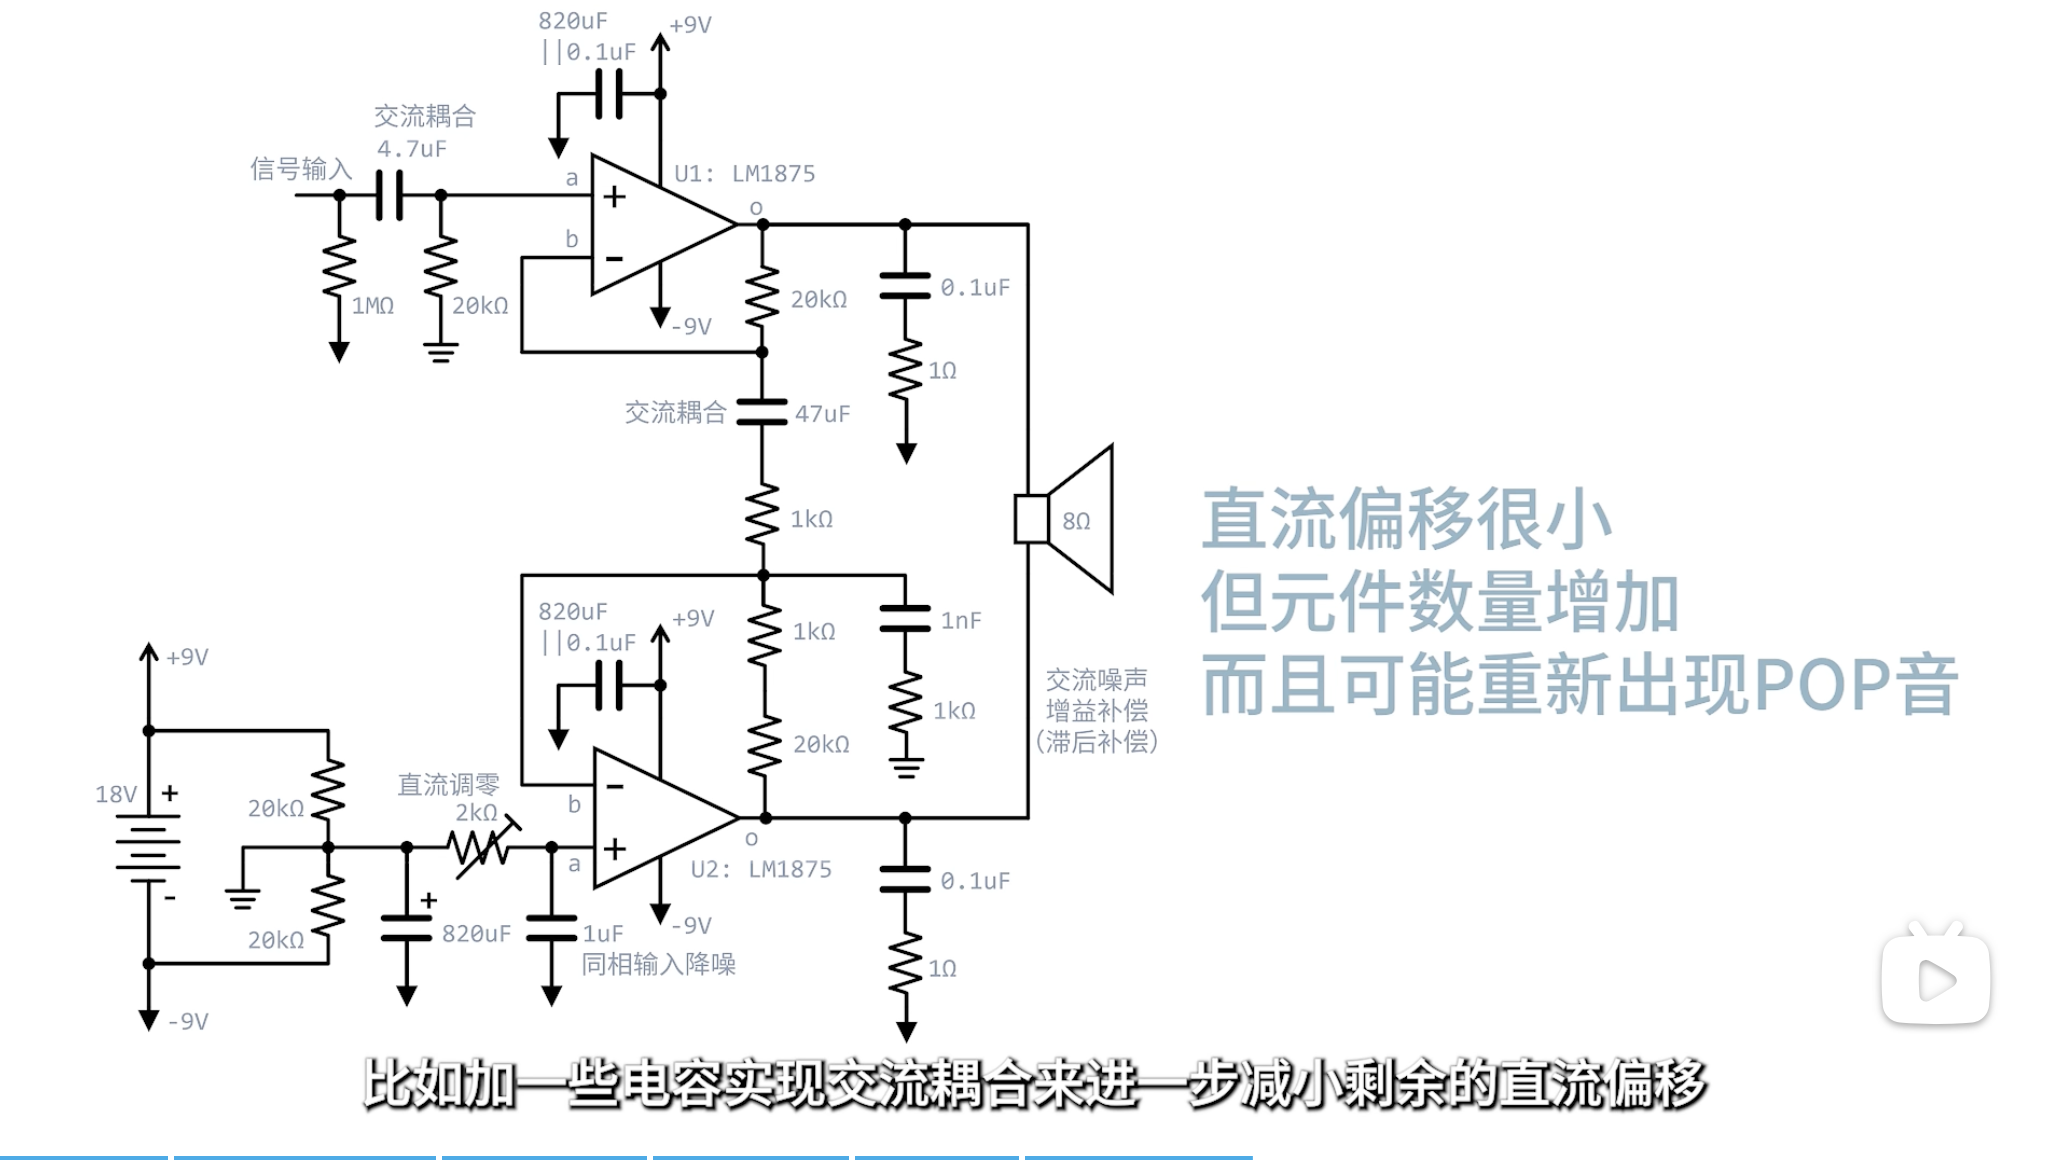 820uF
||0.1uF
+9V
交流耦合
4.7uF
信号输入
a
+
U1: LM1875
o
b
-
1MΩ
20kΩ
-9V
20kΩ
0.1uF
1Ω
交流耦合
47uF
1kΩ
8Ω
直流偏移很小
但元件数量增加
而且可能重新出现POP音
820uF
||0.1uF
+9V
1kΩ
1nF
1kΩ
交流噪声
增益补偿
(滞后补偿)
+9V
18V
+
-
20kΩ
20kΩ
-9V
直流调零
2kΩ
20kΩ
-
b
+
a
o
U2: LM1875
+
820uF
1uF
-9V
同相输入降噪
0.1uF
1Ω
比如加一些电容实现交流耦合来进一步减小剩余的直流偏移